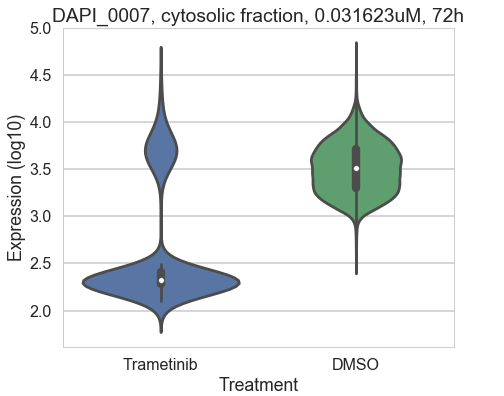 DAPI_0007, cytosolic fraction, 0.031623uM, 72h
Expression (log10)
5.0
4.5
4.0
3.5
3.0
2.5
2.0
Trametinib DMSO
Treatment